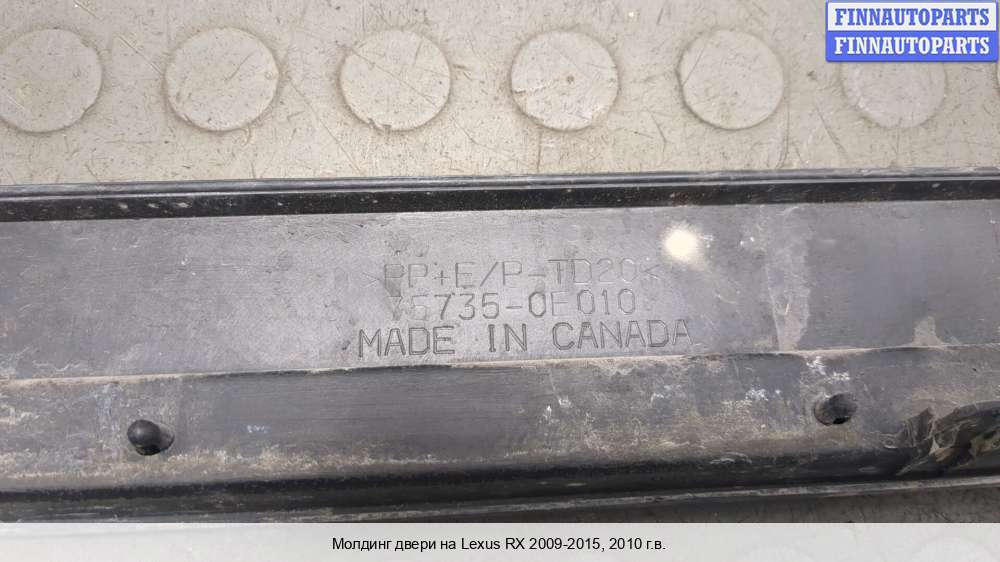 FINNAUTOPARTS
FINNAUTOPARTS
>PP+E/P-TD20<
75735-0E010
MADE IN CANADA
Молдинг двери на Lexus RX 2009-2015, 2010 г.в.